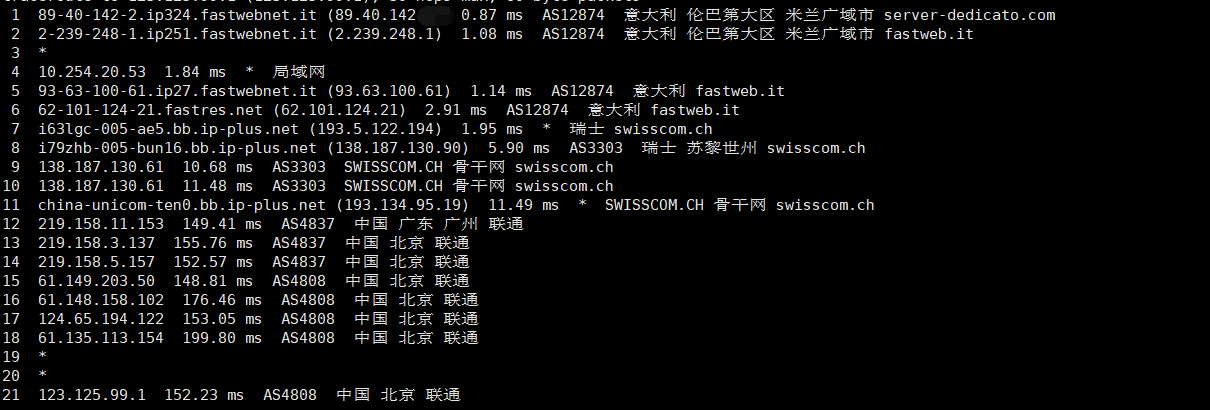 1 89-40-142-2.ip324.fastwebnet.it (89.40.142 0.87 ms AS12874 意大利 伦巴第大区 米兰广域市 server-dedicato.com
2 2-239-248-1.ip251.fastwebnet.it (2.239.248.1) 1.08 ms AS12874 意大利 伦巴第大区 米兰广域市 fastweb.it
3 *
4 10.254.20.53 1.84 ms * 局域网
5 93-63-100-61.ip27.fastwebnet.it (93.63.100.61) 1.14 ms AS12874 意大利 fastweb.it
6 62-101-124-21.fastres.net (62.101.124.21) 2.91 ms AS12874 意大利 fastweb.it
7 i63lgc-005-ae5.bb.ip-plus.net (193.5.122.194) 1.95 ms * 瑞士 swisscom.ch
8 i79zhb-005-bun16.bb.ip-plus.net (138.187.130.90) 5.90 ms AS3303 瑞士 苏黎世州 swisscom.ch
9 138.187.130.61 10.68 ms AS3303 SWISSCOM.CH 骨干网 swisscom.ch
10 138.187.130.61 11.48 ms AS3303 SWISSCOM.CH 骨干网 swisscom.ch
11 china-unicom-ten0.bb.ip-plus.net (193.134.95.19) 11.49 ms * SWISSCOM.CH 骨干网 swisscom.ch
12 219.158.11.153 149.41 ms AS4837 中国 广东 广州 联通
13 219.158.3.137 155.76 ms AS4837 中国 北京 联通
14 219.158.5.157 152.57 ms AS4837 中国 北京 联通
15 61.149.203.50 148.81 ms AS4808 中国 北京 联通
16 61.148.158.102 176.46 ms AS4808 中国 北京 联通
17 124.65.194.122 153.05 ms AS4808 中国 北京 联通
18 61.135.113.154 199.80 ms AS4808 中国 北京 联通
19 *
20 *
21 123.125.99.1 152.23 ms AS4808 中国 北京 联通